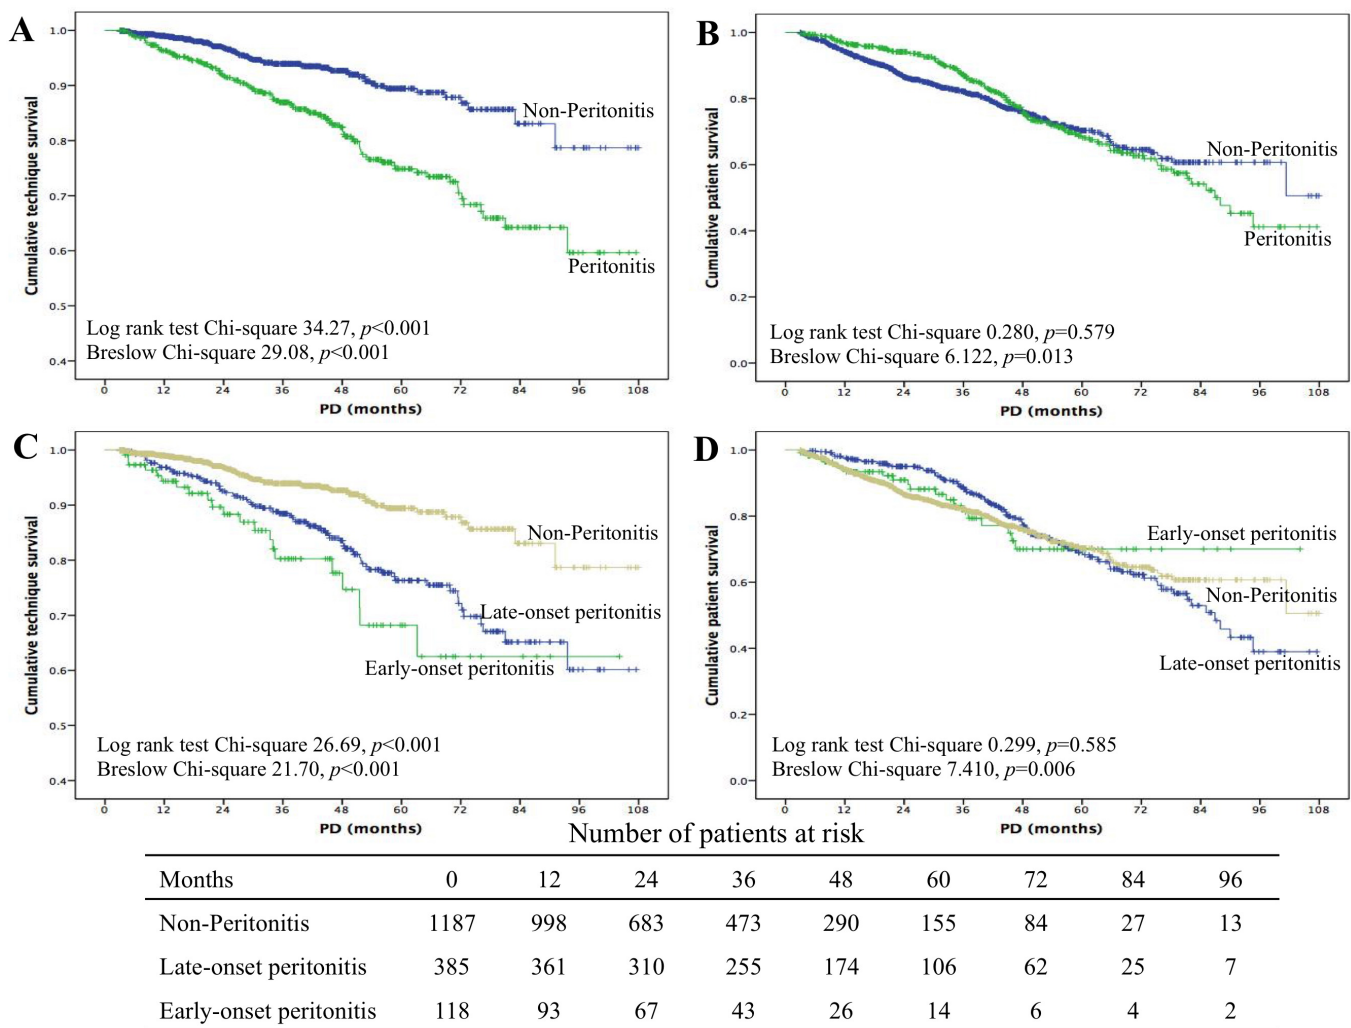 A
Cumulative technique survival
1.0
0.9
0.8
0.7
0.6
0.5
0.4
Non-Peritonitis
Peritonitis
Log rank test Chi-square 34.27, p<0.001
Breslow Chi-square 29.08, p<0.001
0 12 24 36 48 60 72 84 96 108
PD (months)
B
Cumulative patient survival
1.0
0.8
0.6
0.4
0.2
0.0
Non-Peritonitis
Peritonitis
Log rank test Chi-square 0.280, p=0.579
Breslow Chi-square 6.122, p=0.013
0 12 24 36 48 60 72 84 96 108
PD (months)
C
Cumulative technique survival
1.0
0.9
0.8
0.7
0.6
0.5
0.4
Non-Peritonitis
Late-onset peritonitis
Early-onset peritonitis
Log rank test Chi-square 26.69, p<0.001
Breslow Chi-square 21.70, p<0.001
0 12 24 36 48 60 72 84 96 108
PD (months)
D
Cumulative patient survival
1.0
0.8
0.6
0.4
0.2
0.0
Early-onset peritonitis
Non-Peritonitis
Late-onset peritonitis
Log rank test Chi-square 0.299, p=0.585
Breslow Chi-square 7.410, p=0.006
0 12 24 36 48 60 72 84 96 108
PD (months)
Number of patients at risk
Months 0 12 24 36 48 60 72 84 96
Non-Peritonitis 1187 998 683 473 290 155 84 27 13
Late-onset peritonitis 385 361 310 255 174 106 62 25 7
Early-onset peritonitis 118 93 67 43 26 14 6 4 2